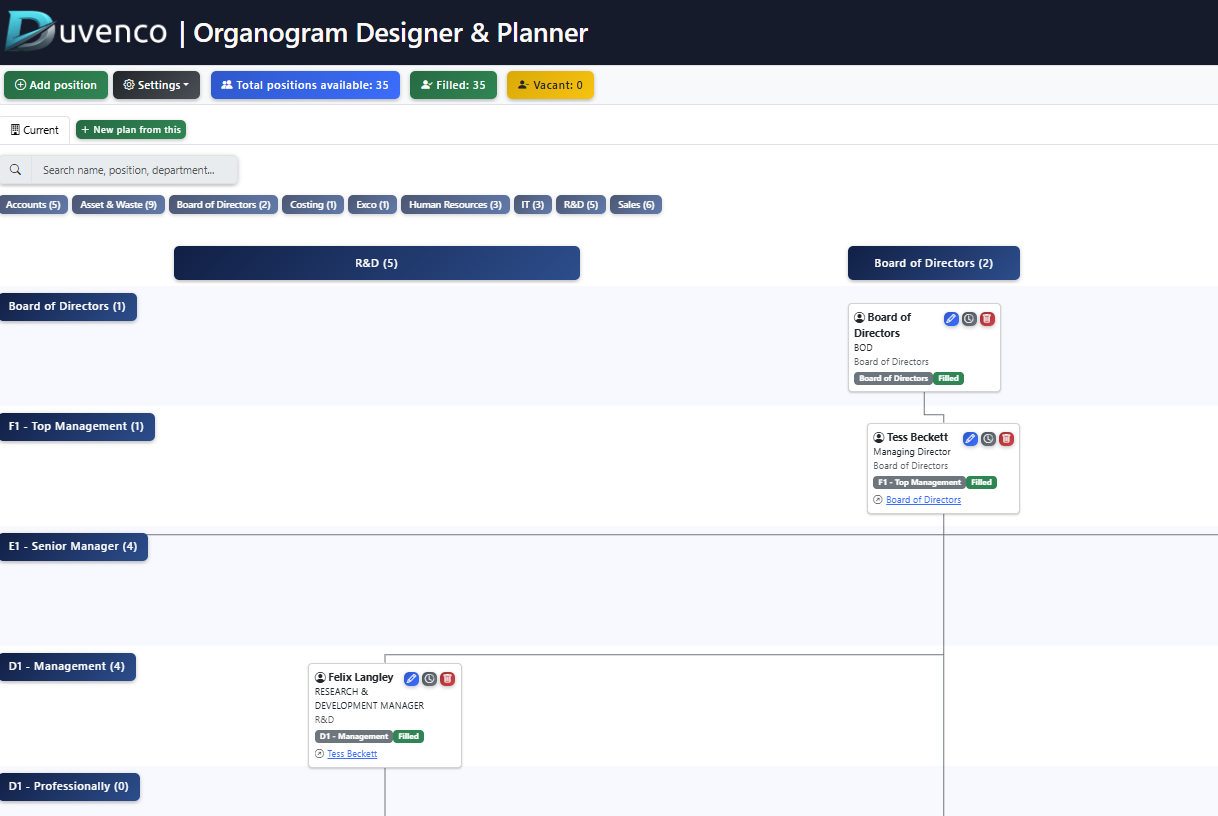 Duvenco | Organogram Designer & Planner
Add position Settings Total positions available: 35 Filled: 35 Vacant: 0
Current + New plan from this
Search name, position, department...
Accounts (5) Asset & Waste (9) Board of Directors (2) Costing (1) Exco (1) Human Resources (3) IT (3) R&D (5) Sales (6)
R&D (5) Board of Directors (2)
Board of Directors (1)
Board of
Directors
BOD
Board of Directors
Board of Directors Filled
F1 - Top Management (1)
Tess Beckett
Managing Director
Board of Directors
F1 - Top Management Filled
Board of Directors
E1 - Senior Manager (4)
D1 - Management (4)
Felix Langley
RESEARCH &
DEVELOPMENT MANAGER
R&D
D1 - Management Filled
Tess Beckett
D1 - Professionally (0)